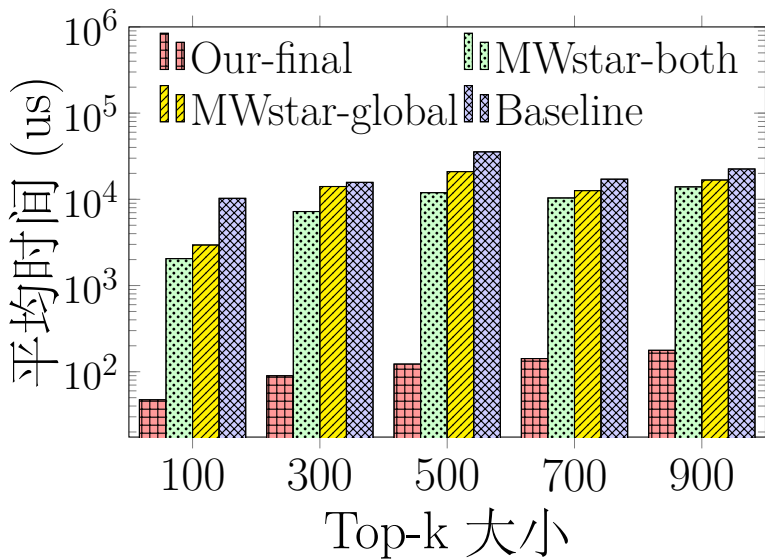 10^6
10^5
10^4
10^3
10^2
平均时间 (us)
Our-final
MWstar-both
MWstar-global
Baseline
100 300 500 700 900
Top-k 大小